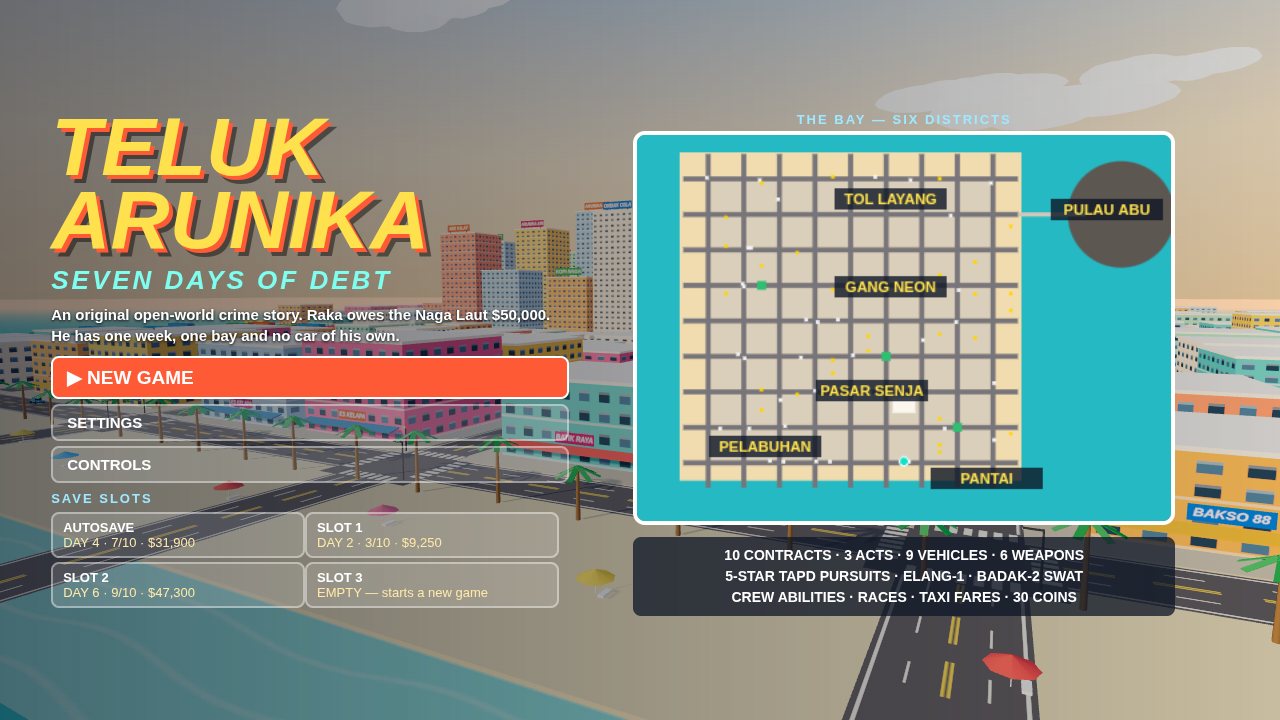 TELUK
ARUNIKA
SEVEN DAYS OF DEBT
An original open-world crime story. Raka owes the Naga Laut $50,000.
He has one week, one bay and no car of his own.
▶ NEW GAME
SETTINGS
CONTROLS
SAVE SLOTS
AUTOSAVE
DAY 4 · 7/10 · $31,900
SLOT 1
DAY 2 · 3/10 · $9,250
SLOT 2
DAY 6 · 9/10 · $47,300
SLOT 3
EMPTY — starts a new game
THE BAY — SIX DISTRICTS
TOL LAYANG
PULAU ABU
GANG NEON
PASAR SENJA
PELABUHAN
PANTAI
10 CONTRACTS · 3 ACTS · 9 VEHICLES · 6 WEAPONS
5-STAR TAPD PURSUITS · ELANG-1 · BADAK-2 SWAT
CREW ABILITIES · RACES · TAXI FARES · 30 COINS
ES KELAPA
BATIK RAYA
BAKSO 88